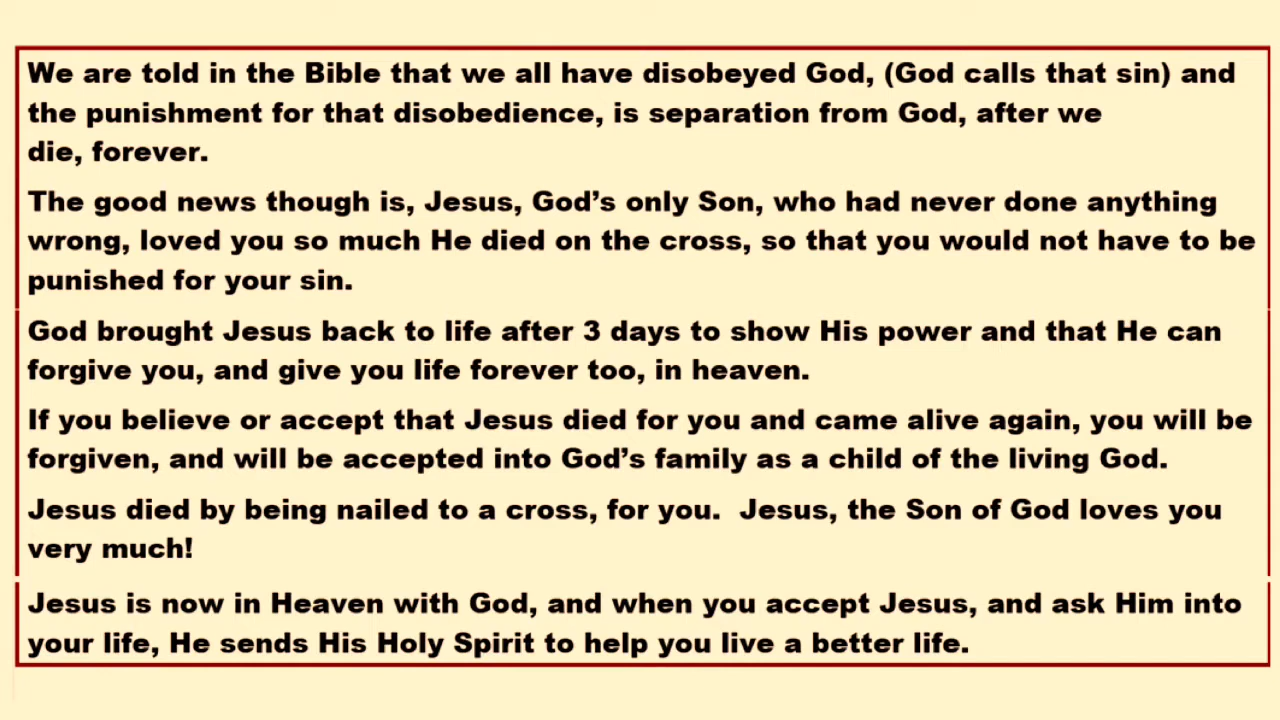 We are told in the Bible that we all have disobeyed God, (God calls that sin) and
the punishment for that disobedience, is separation from God, after we
die, forever.
The good news though is, Jesus, God’s only Son, who had never done anything
wrong, loved you so much He died on the cross, so that you would not have to be
punished for your sin.
God brought Jesus back to life after 3 days to show His power and that He can
forgive you, and give you life forever too, in heaven.
If you believe or accept that Jesus died for you and came alive again, you will be
forgiven, and will be accepted into God’s family as a child of the living God.
Jesus died by being nailed to a cross, for you.  Jesus, the Son of God loves you
very much!
Jesus is now in Heaven with God, and when you accept Jesus, and ask Him into
your life, He sends His Holy Spirit to help you live a better life.